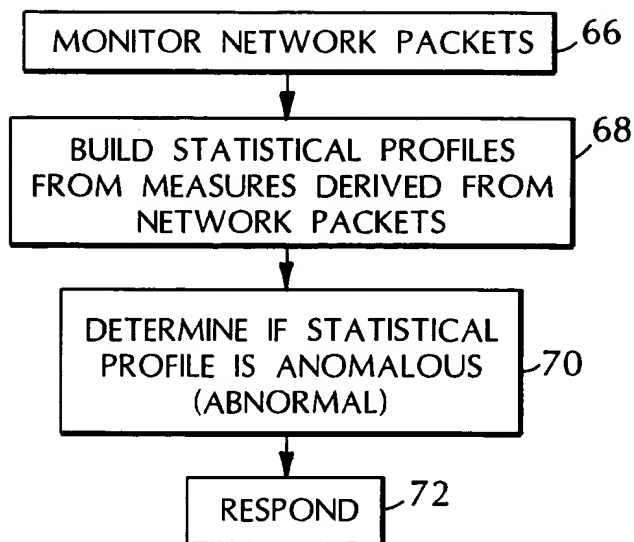 MONITOR NETWORK PACKETS
66
BUILD STATISTICAL PROFILES
FROM MEASURES DERIVED FROM
NETWORK PACKETS
68
DETERMINE IF STATISTICAL
PROFILE IS ANOMALOUS
(ABNORMAL)
70
RESPOND
72